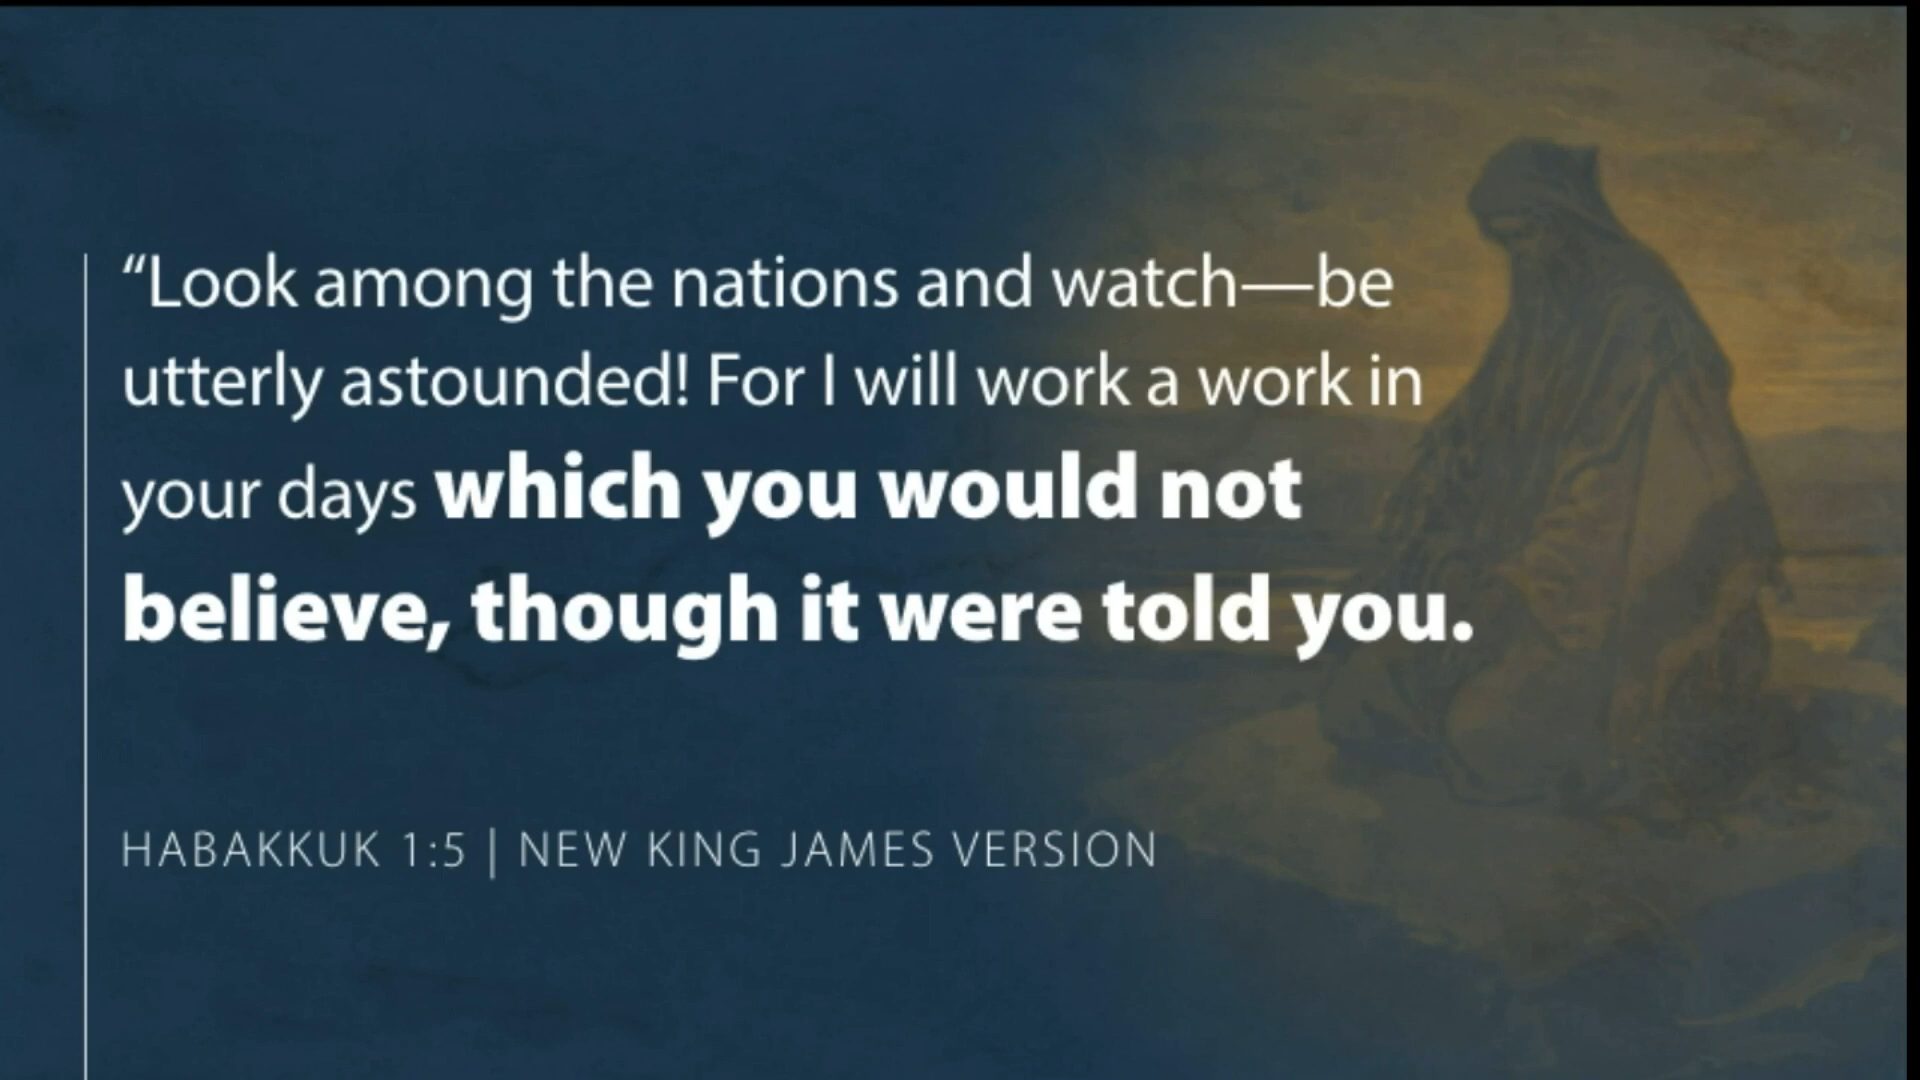 “Look among the nations and watch—be
utterly astounded! For I will work a work in
your days which you would not
believe, though it were told you.
HABAKKUK 1:5 | NEW KING JAMES VERSION